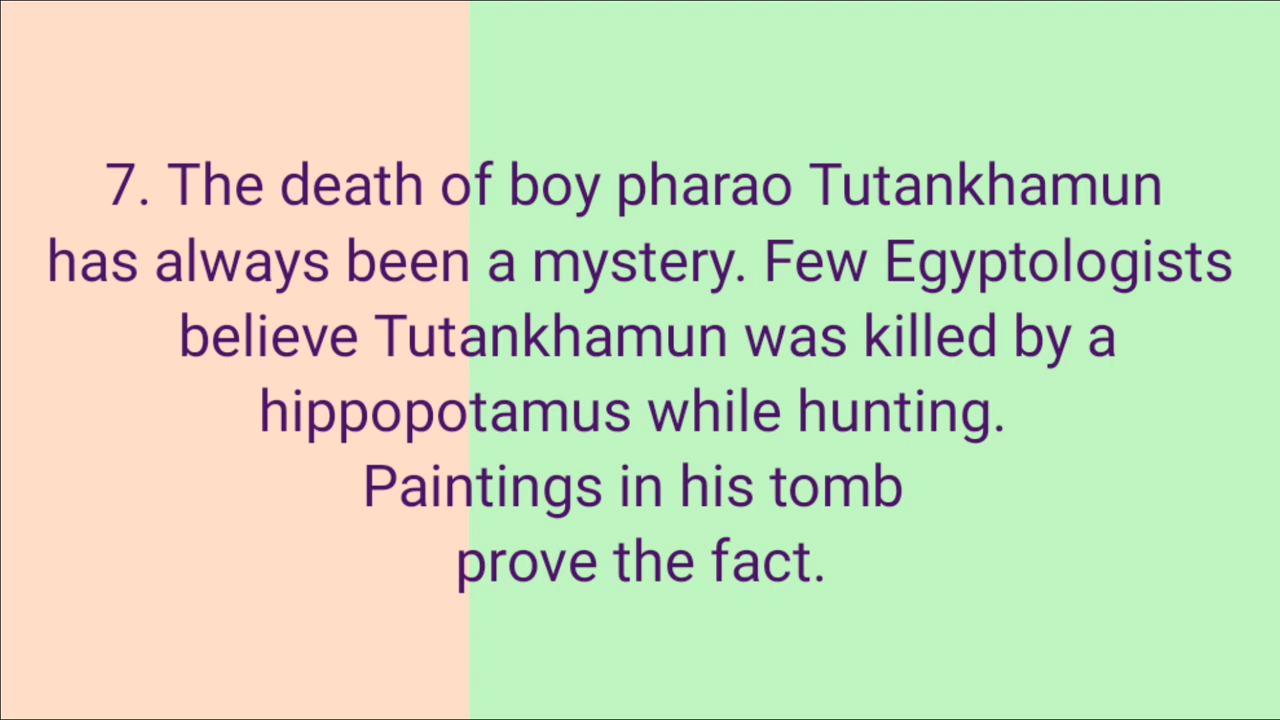 7. The death of boy pharao Tutankhamun
has always been a mystery. Few Egyptologists
believe Tutankhamun was killed by a
hippopotamus while hunting.
Paintings in his tomb
prove the fact.